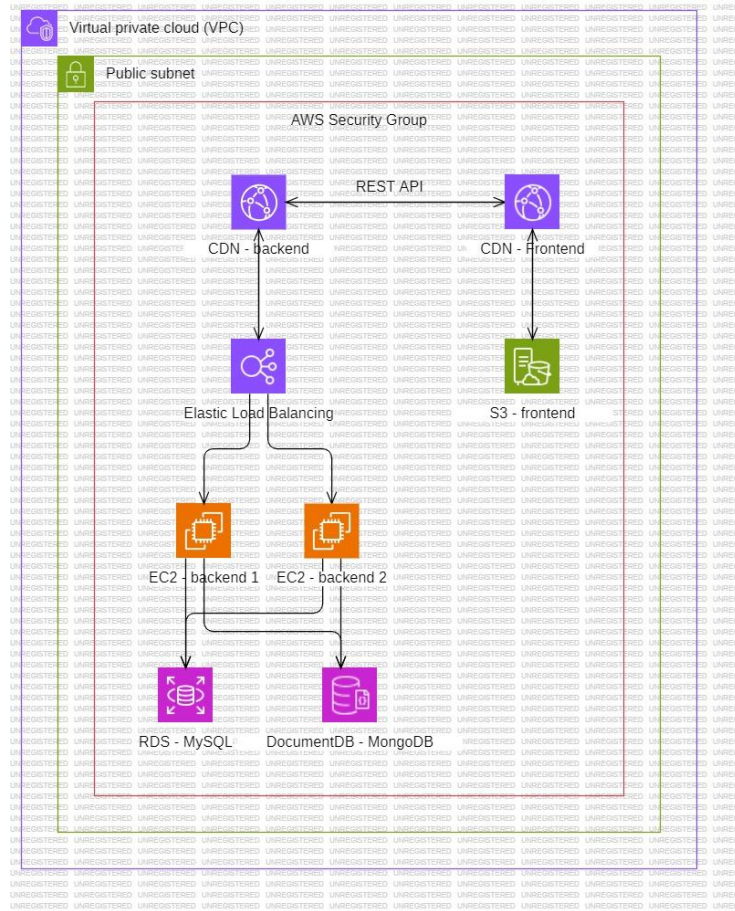 Virtual private cloud (VPC)
Public subnet
AWS Security Group
REST API
CDN - backend
CDN - Frontend
Elastic Load Balancing
S3 - frontend
EC2 - backend 1
EC2 - backend 2
RDS - MySQL
DocumentDB - MongoDB
UNREGISTERED